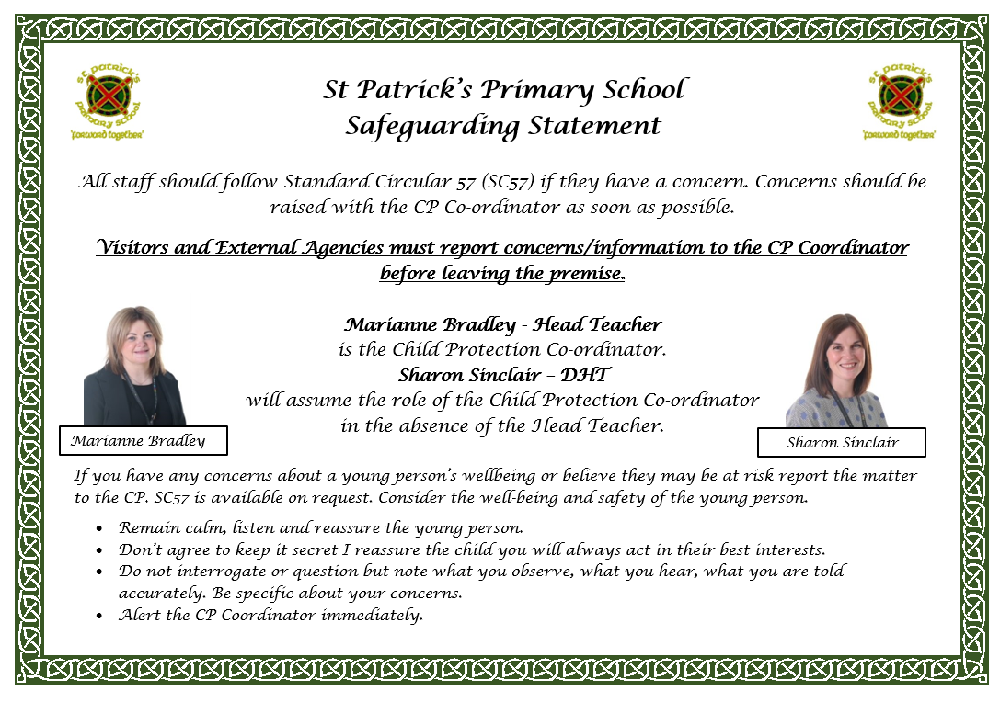 st patrick's
primary school
'forward together'
St Patrick's Primary School
Safeguarding Statement
st patrick's
primary school
'forward together'
All staff should follow Standard Circular 57 (SC57) if they have a concern. Concerns should be
raised with the CP Co-ordinator as soon as possible.
Visitors and External Agencies must report concerns/information to the CP Coordinator
before leaving the premise.
Marianne Bradley - Head Teacher
is the Child Protection Co-ordinator.
Sharon Sinclair – DHT
will assume the role of the Child Protection Co-ordinator
in the absence of the Head Teacher.
Marianne Bradley
Sharon Sinclair
If you have any concerns about a young person's wellbeing or believe they may be at risk report the matter
to the CP. SC57 is available on request. Consider the well-being and safety of the young person.
• Remain calm, listen and reassure the young person.
• Don't agree to keep it secret I reassure the child you will always act in their best interests.
• Do not interrogate or question but note what you observe, what you hear, what you are told
accurately. Be specific about your concerns.
• Alert the CP Coordinator immediately.